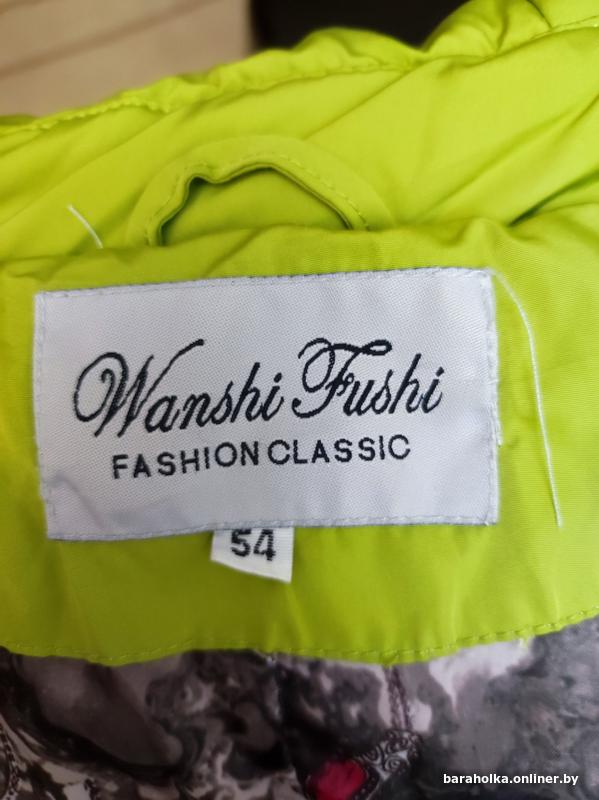 Wanshi Fushi
FASHION CLASSIC
54
baraholka.onliner.by